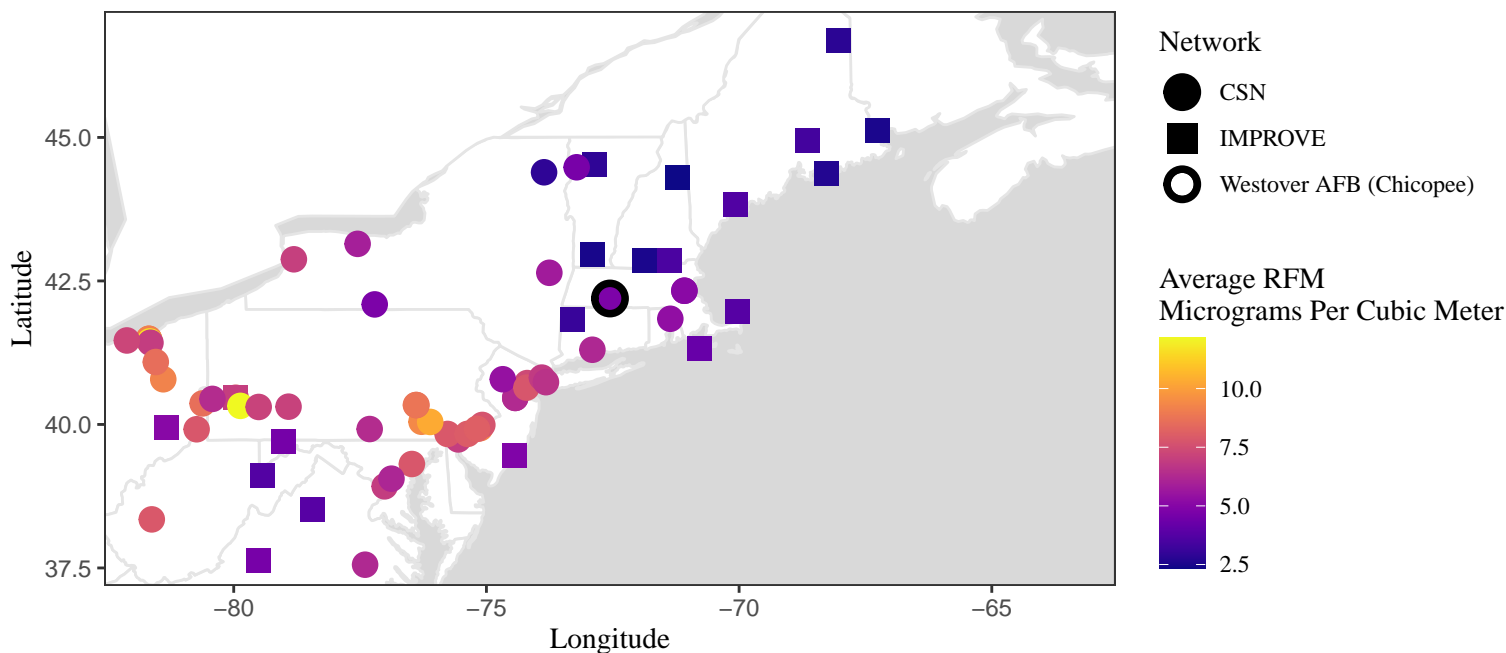 Network
CSN
IMPROVE
Westover AFB (Chicopee)
Average RFM
Micrograms Per Cubic Meter
10.0
7.5
5.0
2.5
Latitude
45.0
42.5
40.0
37.5
−80
−75
−70
−65
Longitude